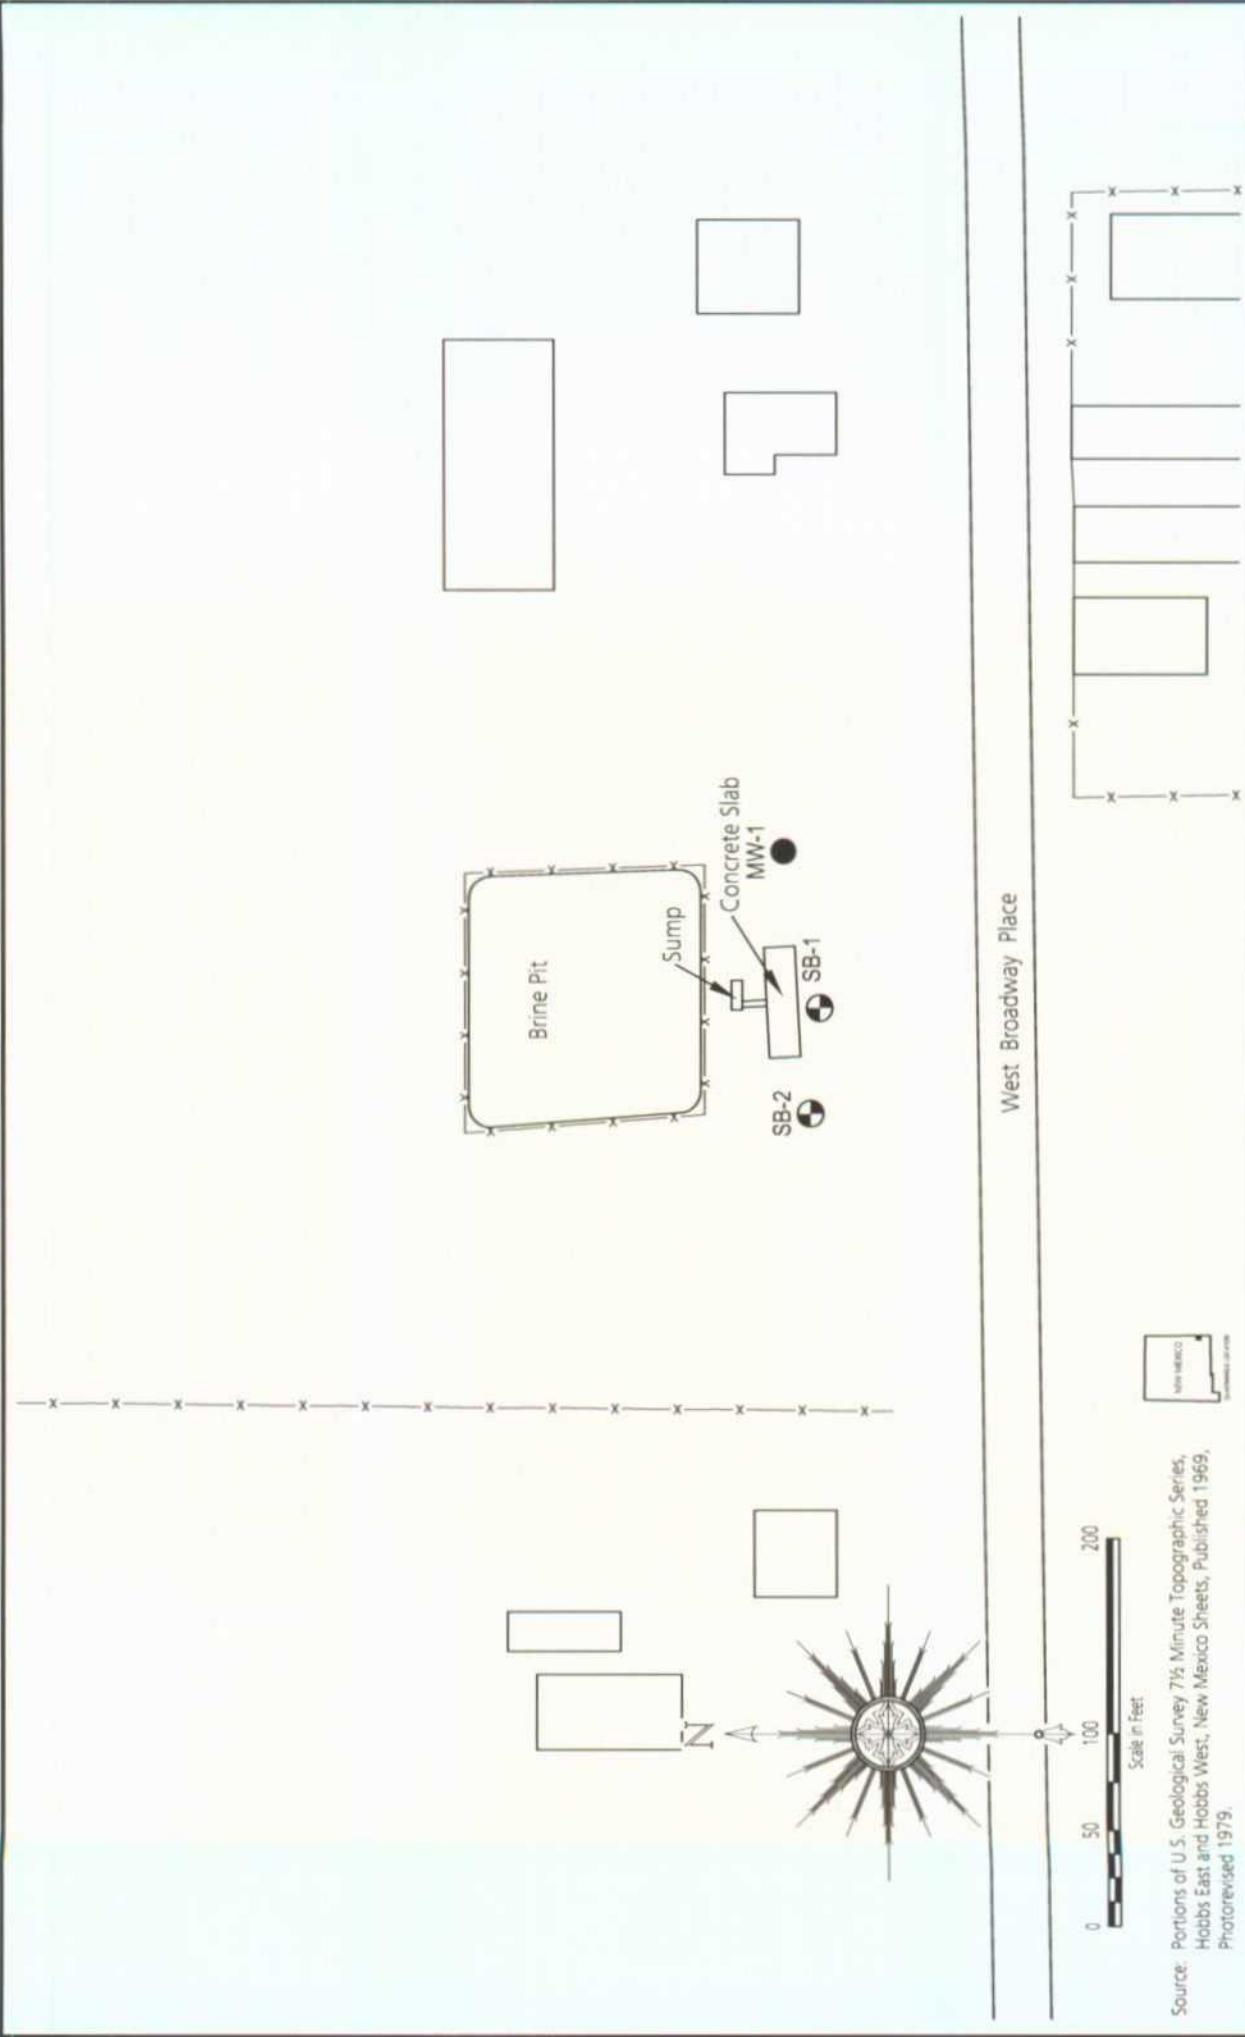 Brine Pit
Sump
Concrete Slab
MW-1
SB-1
SB-2
West Broadway Place
N
0 50 100 200
Scale in Feet
NEW MEXICO
Source: Portions of U.S. Geological Survey 7½ Minute Topographic Series,
Hobbs East and Hobbs West, New Mexico Sheets, Published 1969,
Photorevised 1979.